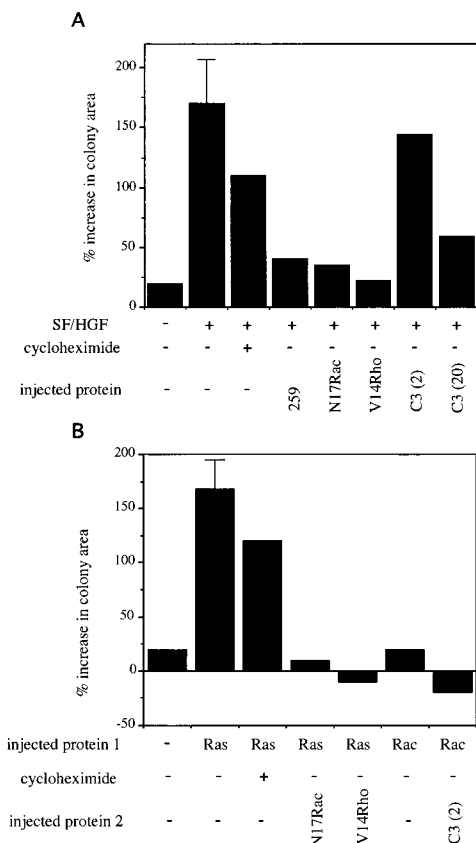 A
% increase in colony area
200
150
100
50
0
SF/HGF - + + + + + + +
cycloheximide - - + - - - - -
injected protein - - - 259 N17Rac V14Rho C3 (2) C3 (20)
B
% increase in colony area
200
150
100
50
0
-50
injected protein 1 - Ras Ras Ras Ras Rac Rac
cycloheximide - - + - - - -
injected protein 2 - - - N17Rac V14Rho - C3 (2)